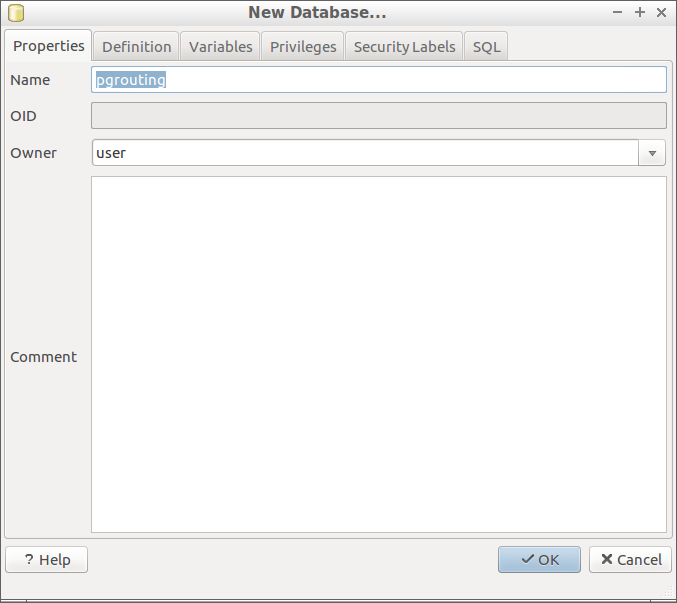 New Database...
Properties Definition Variables Privileges Security Labels SQL
Name pgrouting
OID
Owner user
Comment
? Help OK Cancel